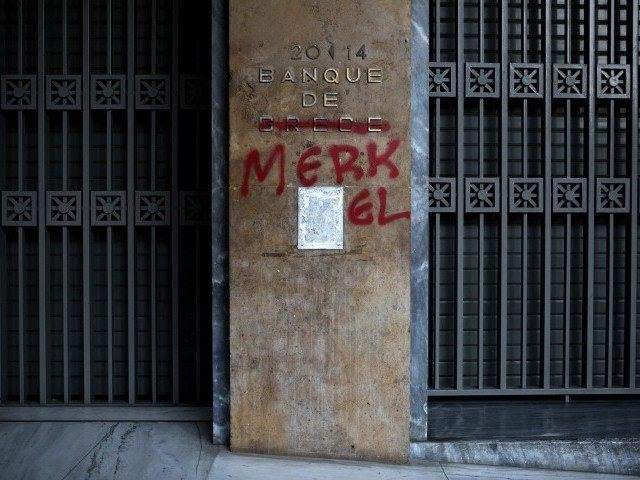 20 14
BANQUE
DE
GRECE
MERK
EL